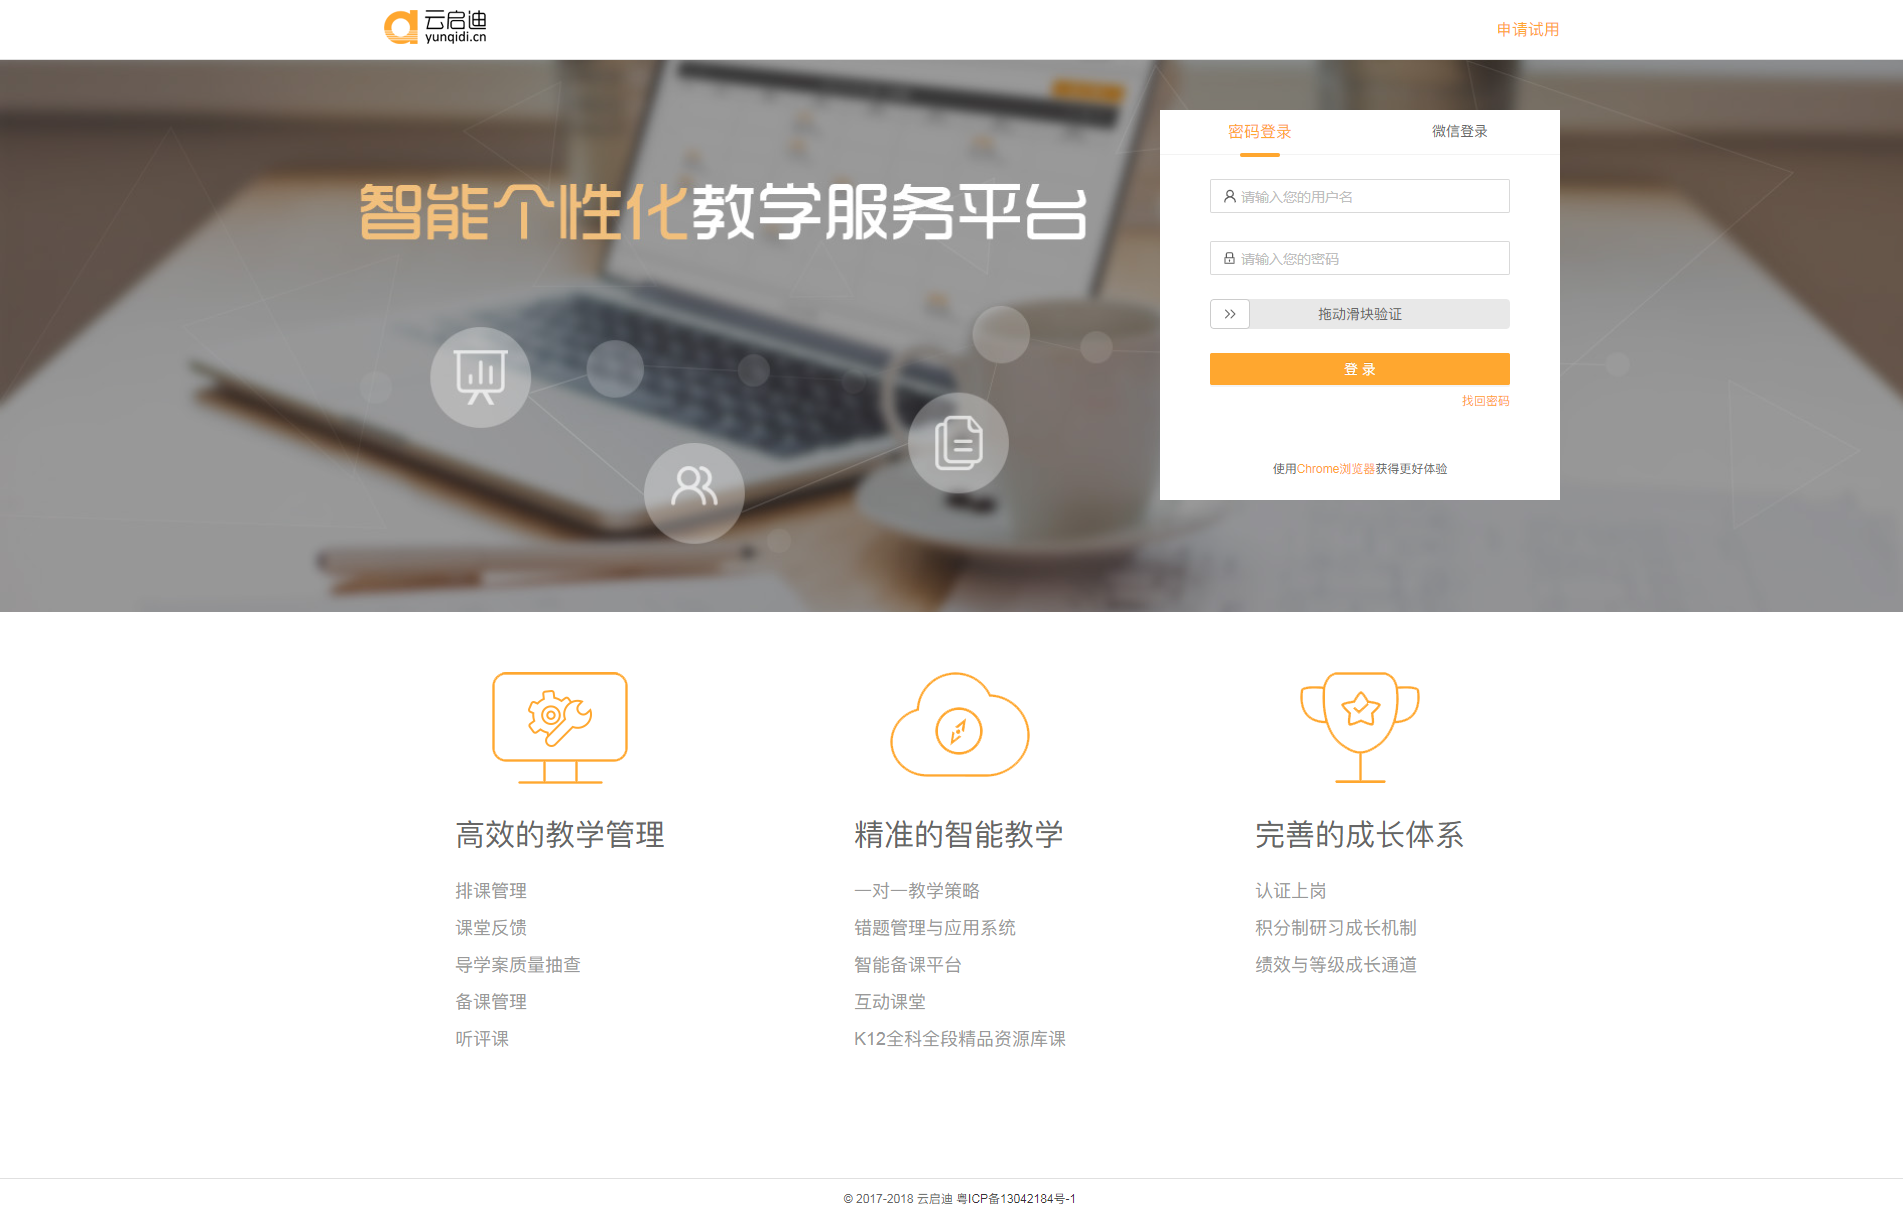 云启迪
yunqidi.cn
申请试用
智能个性化教学服务平台
密码登录
微信登录
请输入您的用户名
请输入您的密码
拖动滑块验证
登 录
找回密码
使用Chrome浏览器获得更好体验
高效的教学管理
排课管理
课堂反馈
导学案质量抽查
备课管理
听评课
精准的智能教学
一对一教学策略
错题管理与应用系统
智能备课平台
互动课堂
K12全科全段精品资源库课
完善的成长体系
认证上岗
积分制研习成长机制
绩效与等级成长通道
© 2017-2018 云启迪 粤ICP备13042184号-1